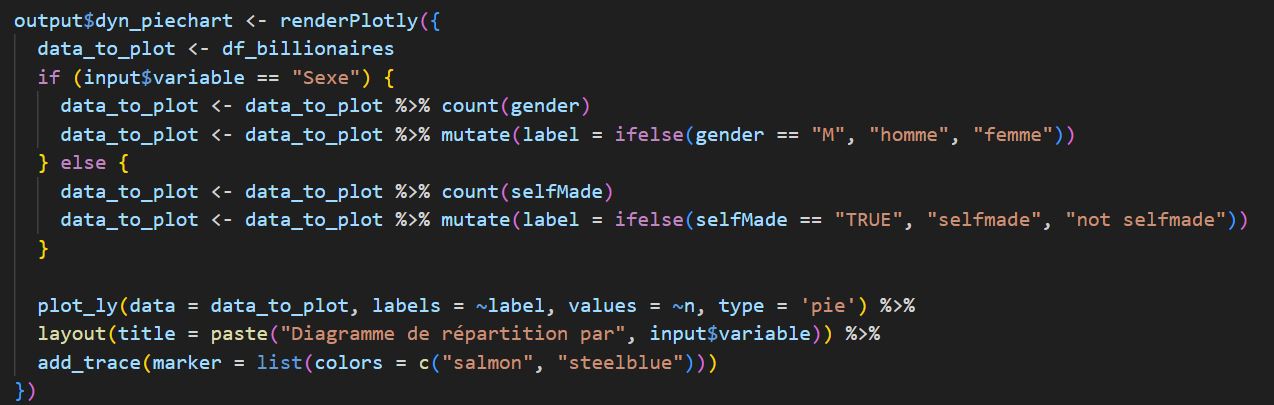 output$dyn_piechart <- renderPlotly({
  data_to_plot <- df_billionaires
  if (input$variable == "Sexe") {
    data_to_plot <- data_to_plot %>% count(gender)
    data_to_plot <- data_to_plot %>% mutate(label = ifelse(gender == "M", "homme", "femme"))
  } else {
    data_to_plot <- data_to_plot %>% count(selfMade)
    data_to_plot <- data_to_plot %>% mutate(label = ifelse(selfMade == "TRUE", "selfmade", "not selfmade"))
  }

  plot_ly(data = data_to_plot, labels = ~label, values = ~n, type = 'pie') %>%
  layout(title = paste("Diagramme de répartition par", input$variable)) %>%
  add_trace(marker = list(colors = c("salmon", "steelblue")))
})